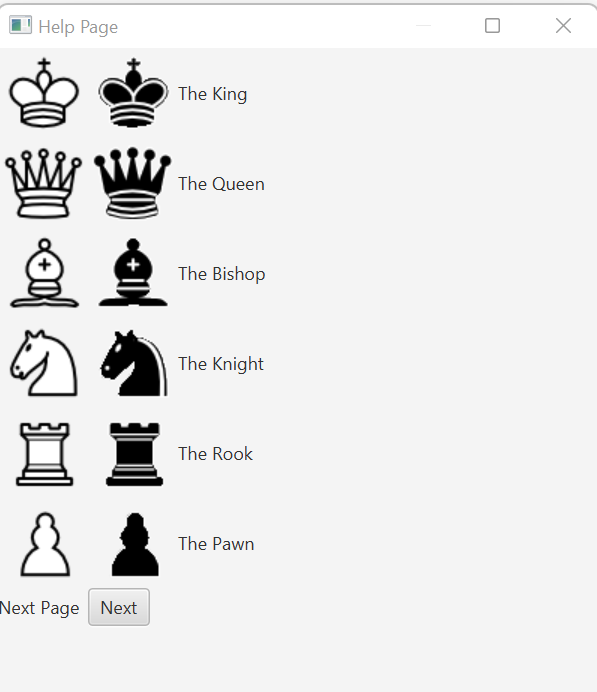 Help Page
The King
The Queen
The Bishop
The Knight
The Rook
The Pawn
Next Page Next